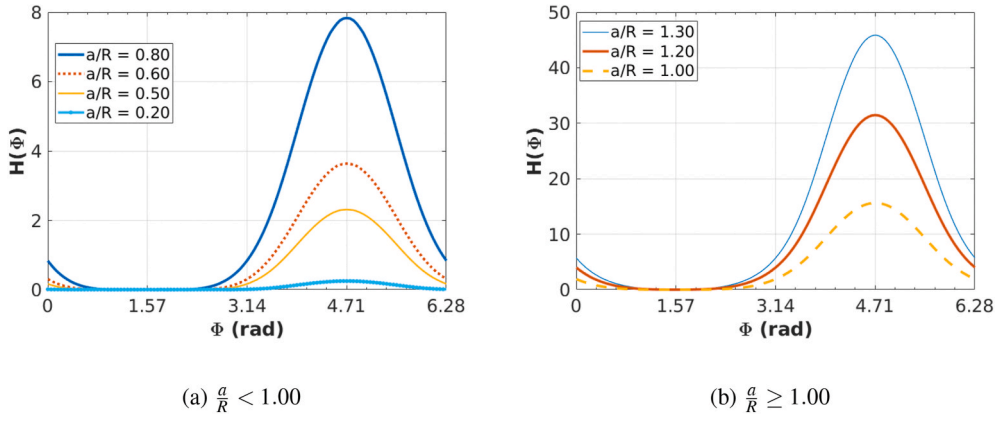 8
6
4
2
0
H(Φ)
a/R = 0.80
a/R = 0.60
a/R = 0.50
a/R = 0.20
0 1.57 3.14 4.71 6.28
Φ (rad)
(a) a/R < 1.00
50
40
30
20
10
0
H(Φ)
a/R = 1.30
a/R = 1.20
a/R = 1.00
0 1.57 3.14 4.71 6.28
Φ (rad)
(b) a/R ≥ 1.00